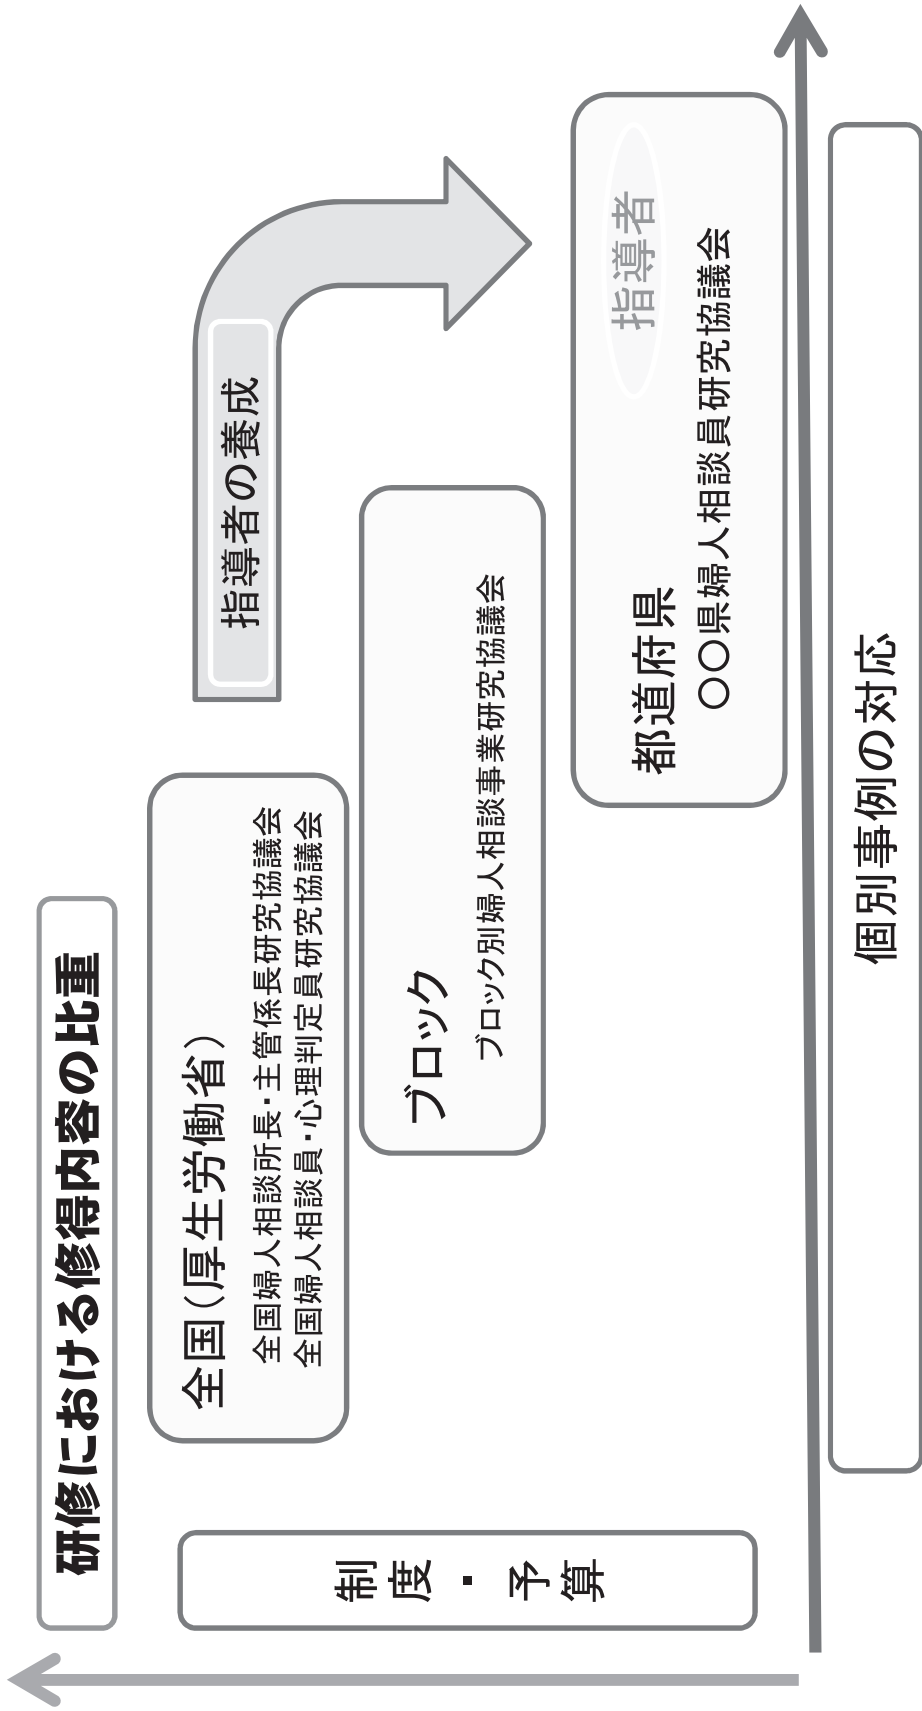 研修における修得内容の比重
全国（厚生労働省）
全国婦人相談所長・主管係長研究協議会
全国婦人相談員・心理判定員研究協議会
指導者の養成
ブロック
ブロック別婦人相談事業研究協議会
指導者
都道府県
〇〇県婦人相談員研究協議会
制度・予算
個別事例の対応